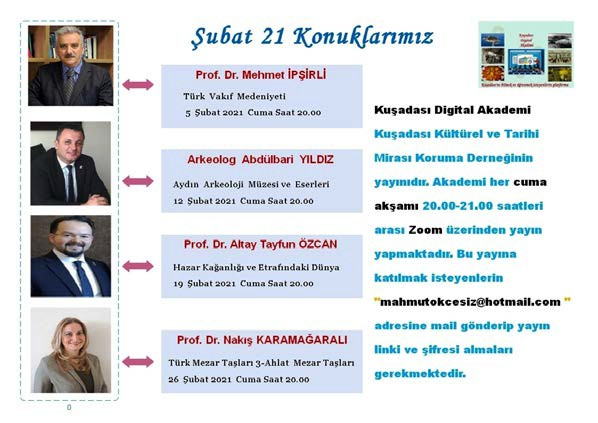 Şubat 21 Konuklarımız
Prof. Dr. Mehmet İPŞİRLİ
Türk Vakıf Medeniyeti
5 Şubat 2021 Cuma Saat 20.00
Arkeolog Abdülbari YILDIZ
Aydın Arkeoloji Müzesi ve Eserleri
12 Şubat 2021 Cuma Saat 20.00
Prof. Dr. Altay Tayfun ÖZCAN
Hazar Kağanlığı ve Etrafındaki Dünya
19 Şubat 2021 Cuma Saat 20.00
Prof. Dr. Nakış KARAMAĞARALI
Türk Mezar Taşları 3-Ahlat Mezar Taşları
26 Şubat 2021 Cuma Saat 20.00
0
Kuşadası
Digital
Kuşadası Digital Akademi
Kuşadası Kültürel ve Tarihi
Mirası Koruma Derneğinin
yayınıdır. Akademi her cuma
akşamı 20.00-21.00 saatleri
arası Zoom üzerinden yayın
yapmaktadır. Bu yayına
katılmak isteyenlerin
"mahmutokcesiz@hotmail.com "
adresine mail gönderip yayın
linki ve şifresi almaları
gerekmektedir.